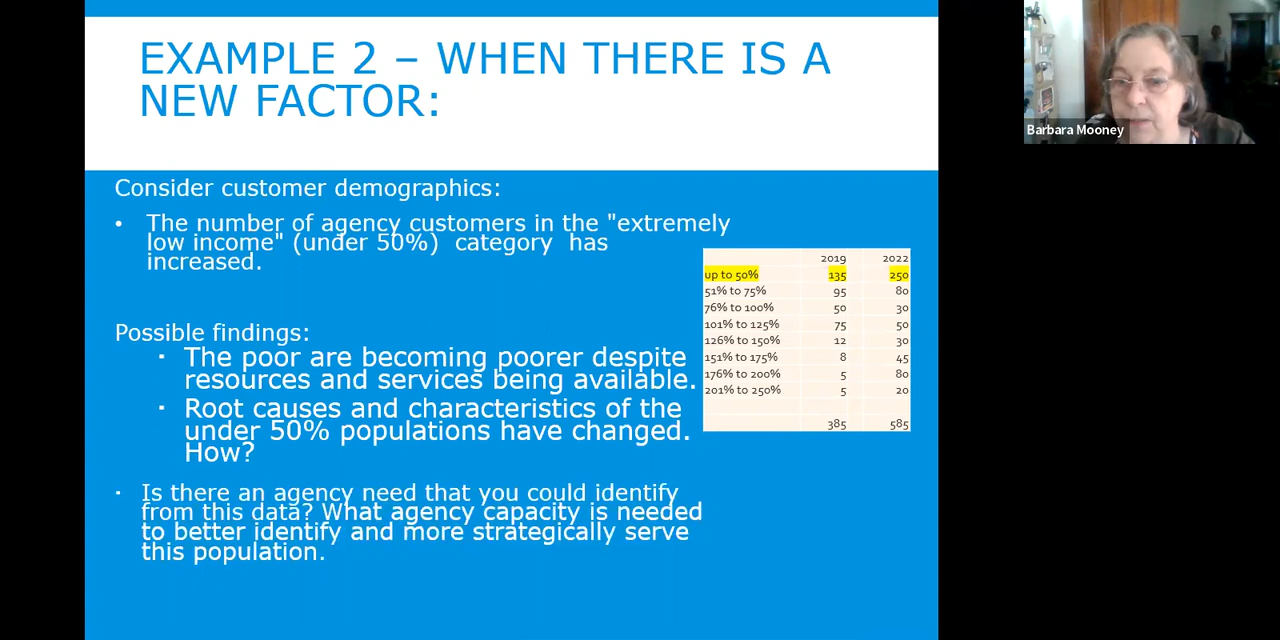 EXAMPLE 2 – WHEN THERE IS A
NEW FACTOR:
Consider customer demographics:
• The number of agency customers in the "extremely
low income" (under 50%) category has
increased.
Possible findings:
▪ The poor are becoming poorer despite
resources and services being available.
▪ Root causes and characteristics of the
under 50% populations have changed.
How?
▪ Is there an agency need that you could identify
from this data? What agency capacity is needed
to better identify and more strategically serve
this population.
2019 2022
up to 50% 135 250
51% to 75% 95 80
76% to 100% 50 30
101% to 125% 75 50
126% to 150% 12 30
151% to 175% 8 45
176% to 200% 5 80
201% to 250% 5 20
385 585
Barbara Mooney